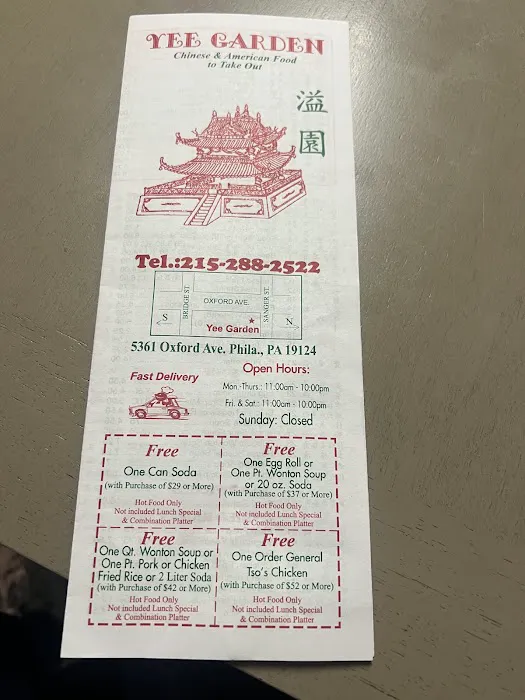 YEE GARDEN
Chinese & American Food
to Take Out
溢
園
Tel.:215-288-2522
BRIDGE ST.
OXFORD AVE.
SANGER ST.
S
Yee Garden
N
5361 Oxford Ave, Phila., PA 19124
Fast Delivery
Open Hours:
Mon.-Thurs.: 11:00am - 10:00pm
Fri. & Sat.: 11:00am - 10:00pm
Sunday: Closed
Free
One Can Soda
(with Purchase of $29 or More)
Hot Food Only
Not included Lunch Special
& Combination Platter
Free
One Egg Roll or
One Pt. Wonton Soup
or 20 oz. Soda
(with Purchase of $37 or More)
Hot Food Only
Not included Lunch Special
& Combination Platter
Free
One Qt. Wonton Soup or
One Pt. Pork or Chicken
Fried Rice or 2 Liter Soda
(with Purchase of $42 or More)
Hot Food Only
Not included Lunch Special
& Combination Platter
Free
One Order General
Tso's Chicken
(with Purchase of $52 or More)
Hot Food Only
Not included Lunch Special
& Combination Platter